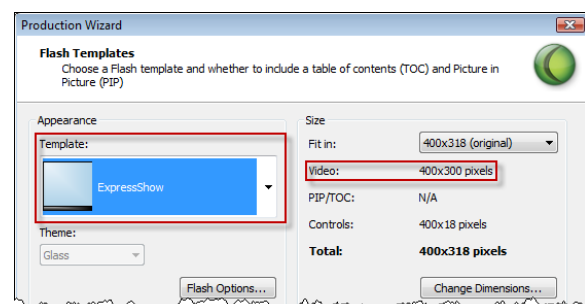 Production Wizard
Flash Templates
Choose a Flash template and whether to include a table of contents (TOC) and Picture in
Picture (PIP)
Appearance
Template:
ExpressShow
Theme:
Glass
Flash Options...
Size
Fit in: 400x318 (original)
Video: 400x300 pixels
PIP/TOC: N/A
Controls: 400x18 pixels
Total: 400x318 pixels
Change Dimensions...